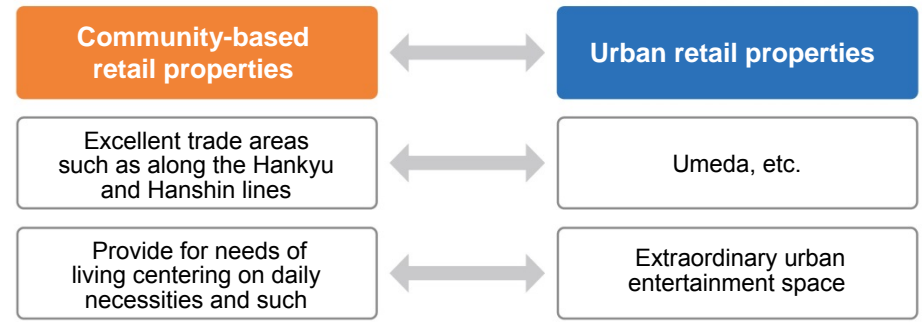 Community-based
retail properties
Urban retail properties
Excellent trade areas
such as along the Hankyu
and Hanshin lines
Umeda, etc.
Provide for needs of
living centering on daily
necessities and such
Extraordinary urban
entertainment space